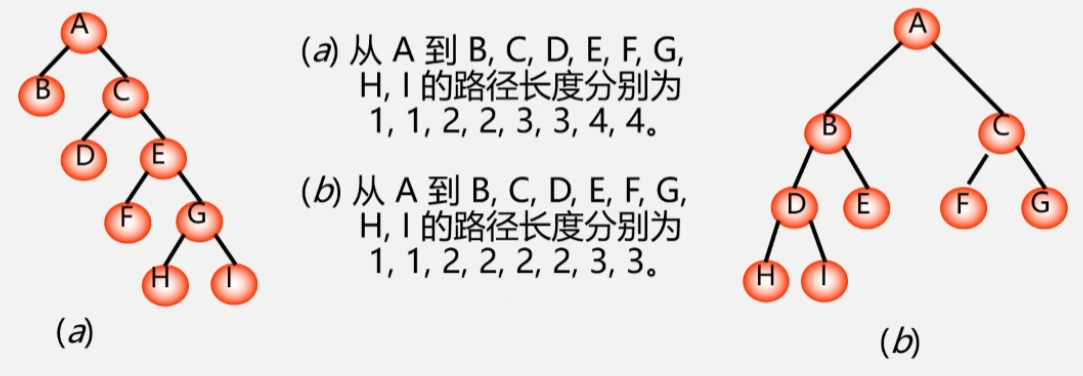 A
B
C
D
E
F
G
H
I
(a)
(a) 从 A 到 B, C, D, E, F, G,
H, I 的路径长度分别为
1, 1, 2, 2, 3, 3, 4, 4。
(b) 从 A 到 B, C, D, E, F, G,
H, I 的路径长度分别为
1, 1, 2, 2, 2, 2, 3, 3。
A
B
C
D
E
F
G
H
I
(b)